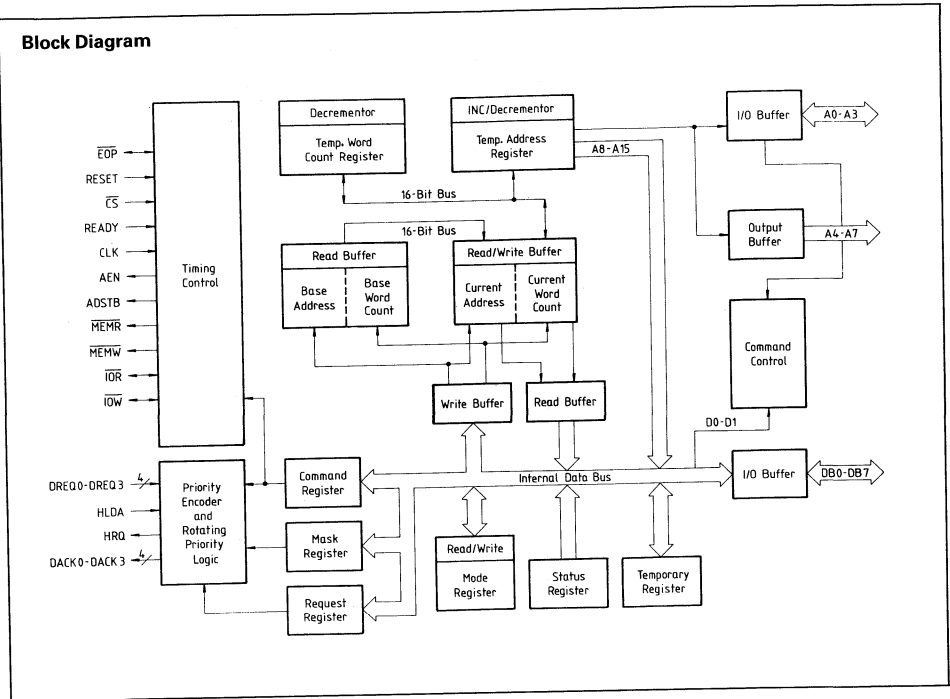 Block Diagram
Decrementor
Temp. Word
Count Register
INC/Decrementor
Temp. Address
Register
I/O Buffer
A0-A3
A8-A15
EOP
RESET
CS
READY
CLK
AEN
ADSTB
MEMR
MEMW
IOR
IOW
Timing
Control
16-Bit Bus
16-Bit Bus
Read Buffer
Base
Address
Base
Word
Count
Read/Write Buffer
Current
Address
Current
Word
Count
Output
Buffer
A4-A7
Command
Control
Write Buffer
Read Buffer
D0-D1
DREQ0-DREQ3
4
HLDA
HRQ
DACK0-DACK3
4
Priority
Encoder
and
Rotating
Priority
Logic
Command
Register
Internal Data Bus
I/O Buffer
DB0-DB7
Mask
Register
Request
Register
Read/Write
Mode
Register
Status
Register
Temporary
Register